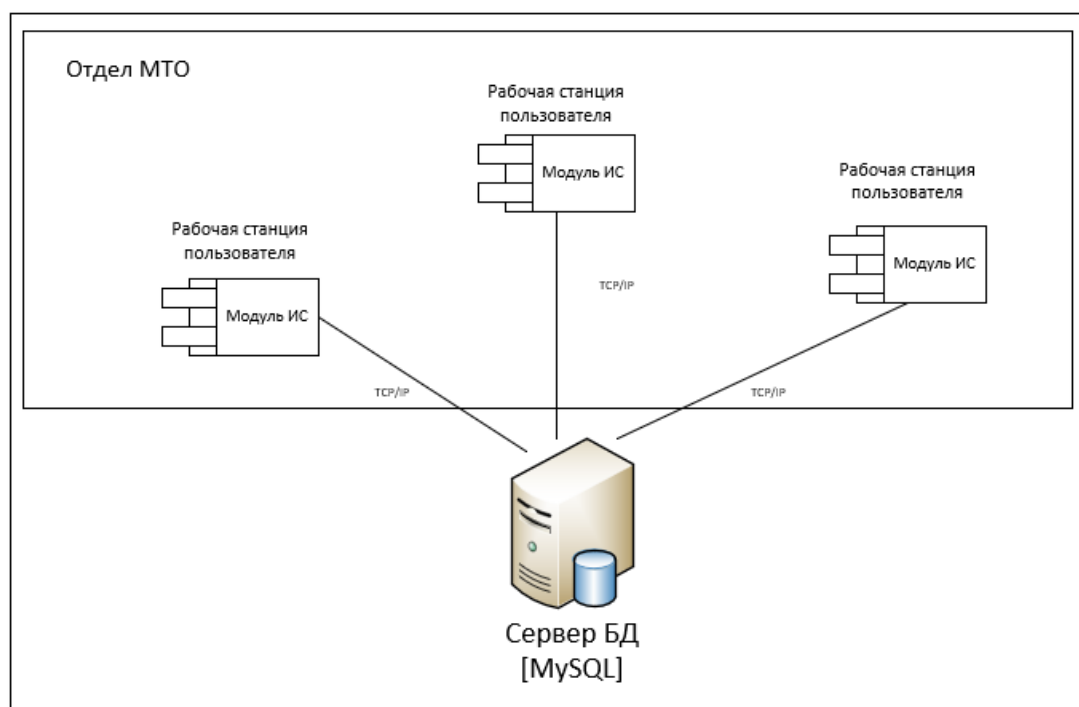 Отдел МТО
Рабочая станция
пользователя
Модуль ИС
Рабочая станция
пользователя
Модуль ИС
Рабочая станция
пользователя
Модуль ИС
TCP/IP
TCP/IP
TCP/IP
Сервер БД
[MySQL]